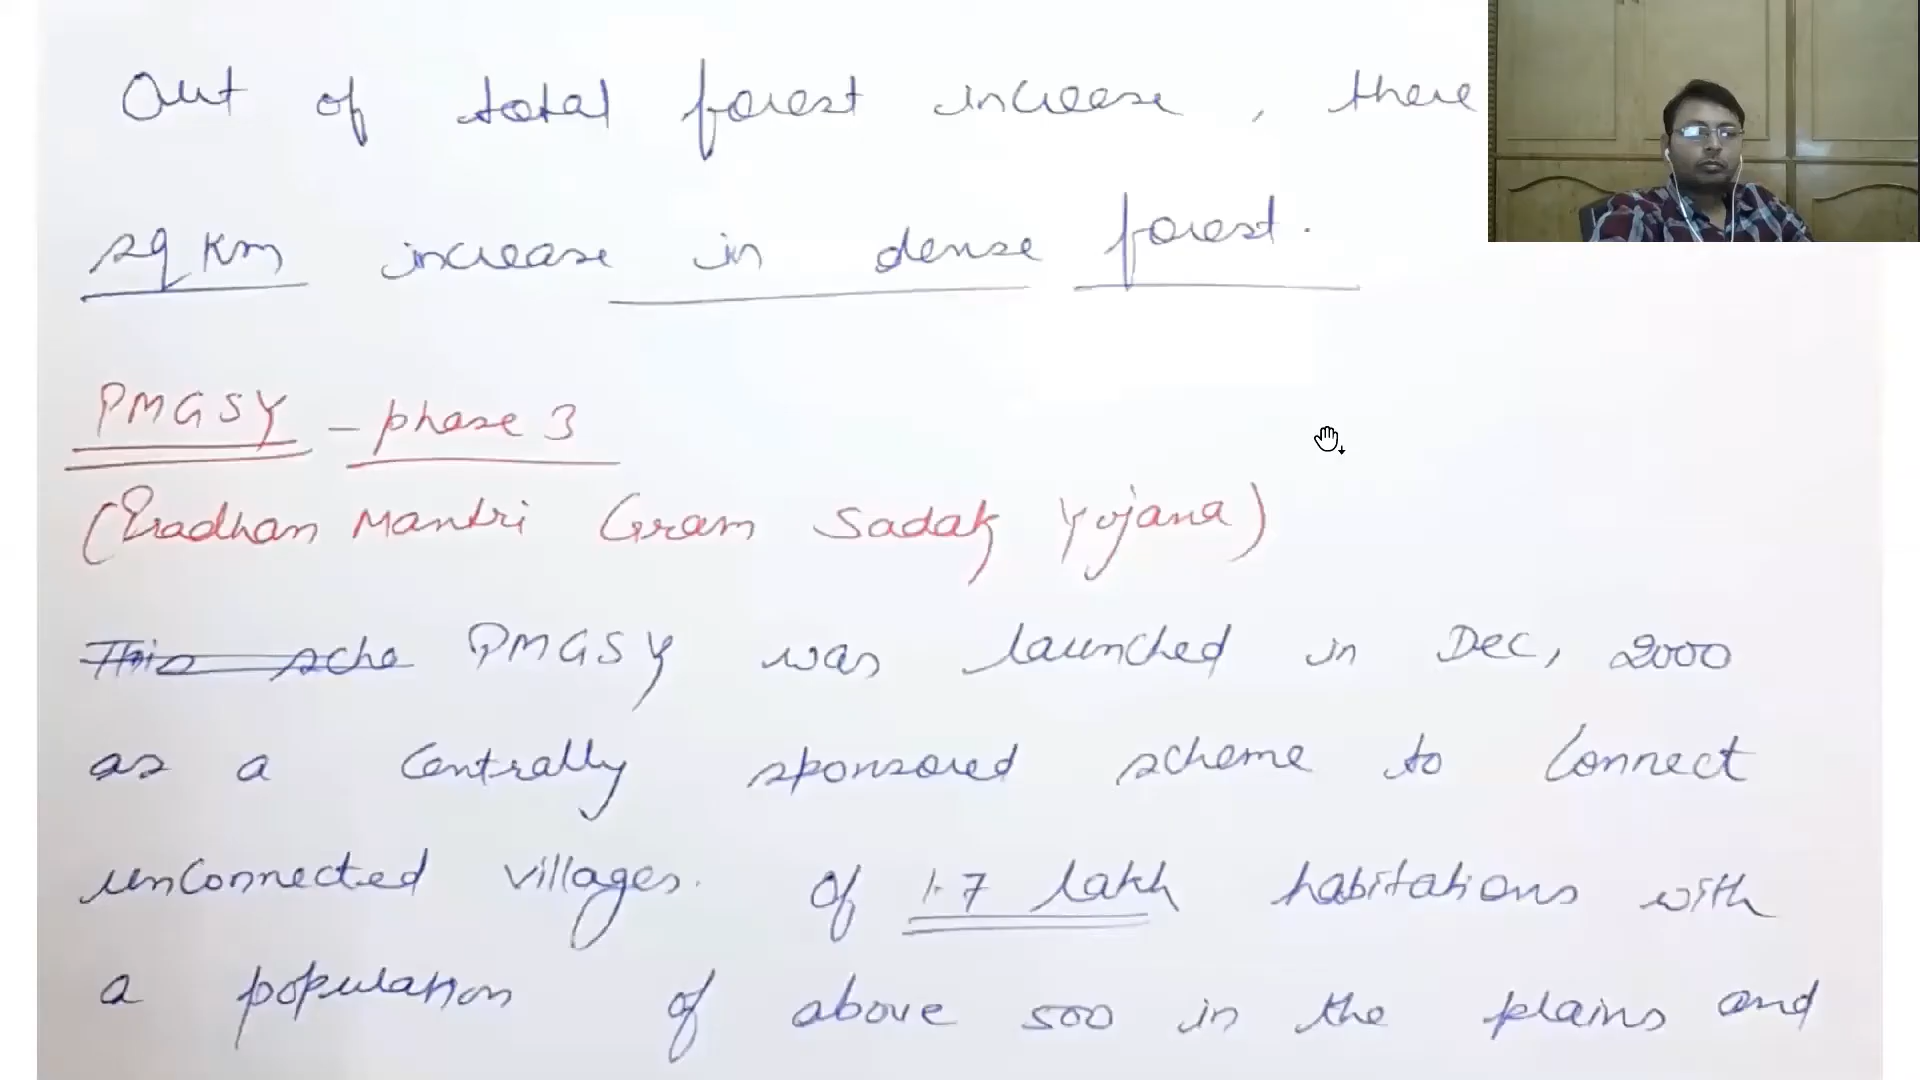 Out of total forest increase, there
sq km increase in dense forest.
PMGSY - phase 3
(Pradhan Mantri Gram Sadak Yojana)
This sche PMGSY was launched in Dec, 2000
as a Centrally sponsored scheme to Connect
unconnected villages. of 1.7 lakh habitations with
a population of above 500 in the plains and